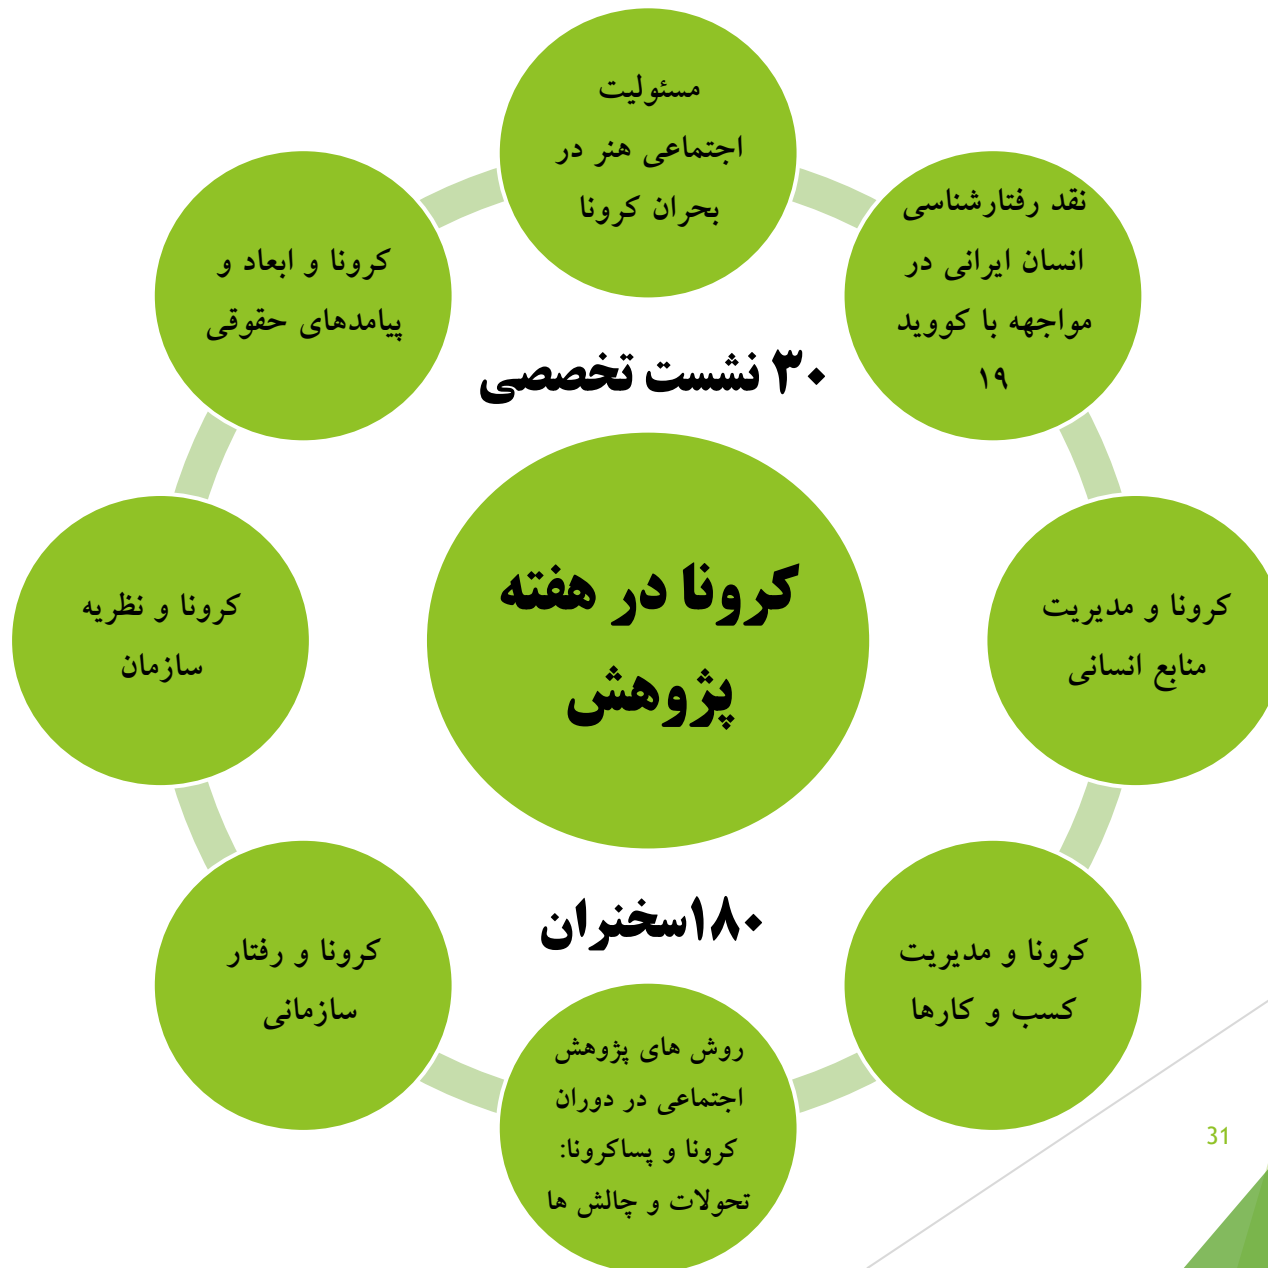 مسئولیت
اجتماعی هنر در
بحران کرونا
نقد رفتارشناسی
انسان ایرانی در
مواجهه با کووید
۱۹
کرونا و مدیریت
منابع انسانی
کرونا و مدیریت
کسب و کارها
روش های پژوهش
اجتماعی در دوران
کرونا و پساکرونا:
تحولات و چالش ها
کرونا و رفتار
سازمانی
کرونا و نظریه
سازمان
کرونا و ابعاد و
پیامدهای حقوقی
۳۰ نشست تخصصی
کرونا در هفته
پژوهش
۱۸۰سخنران
31